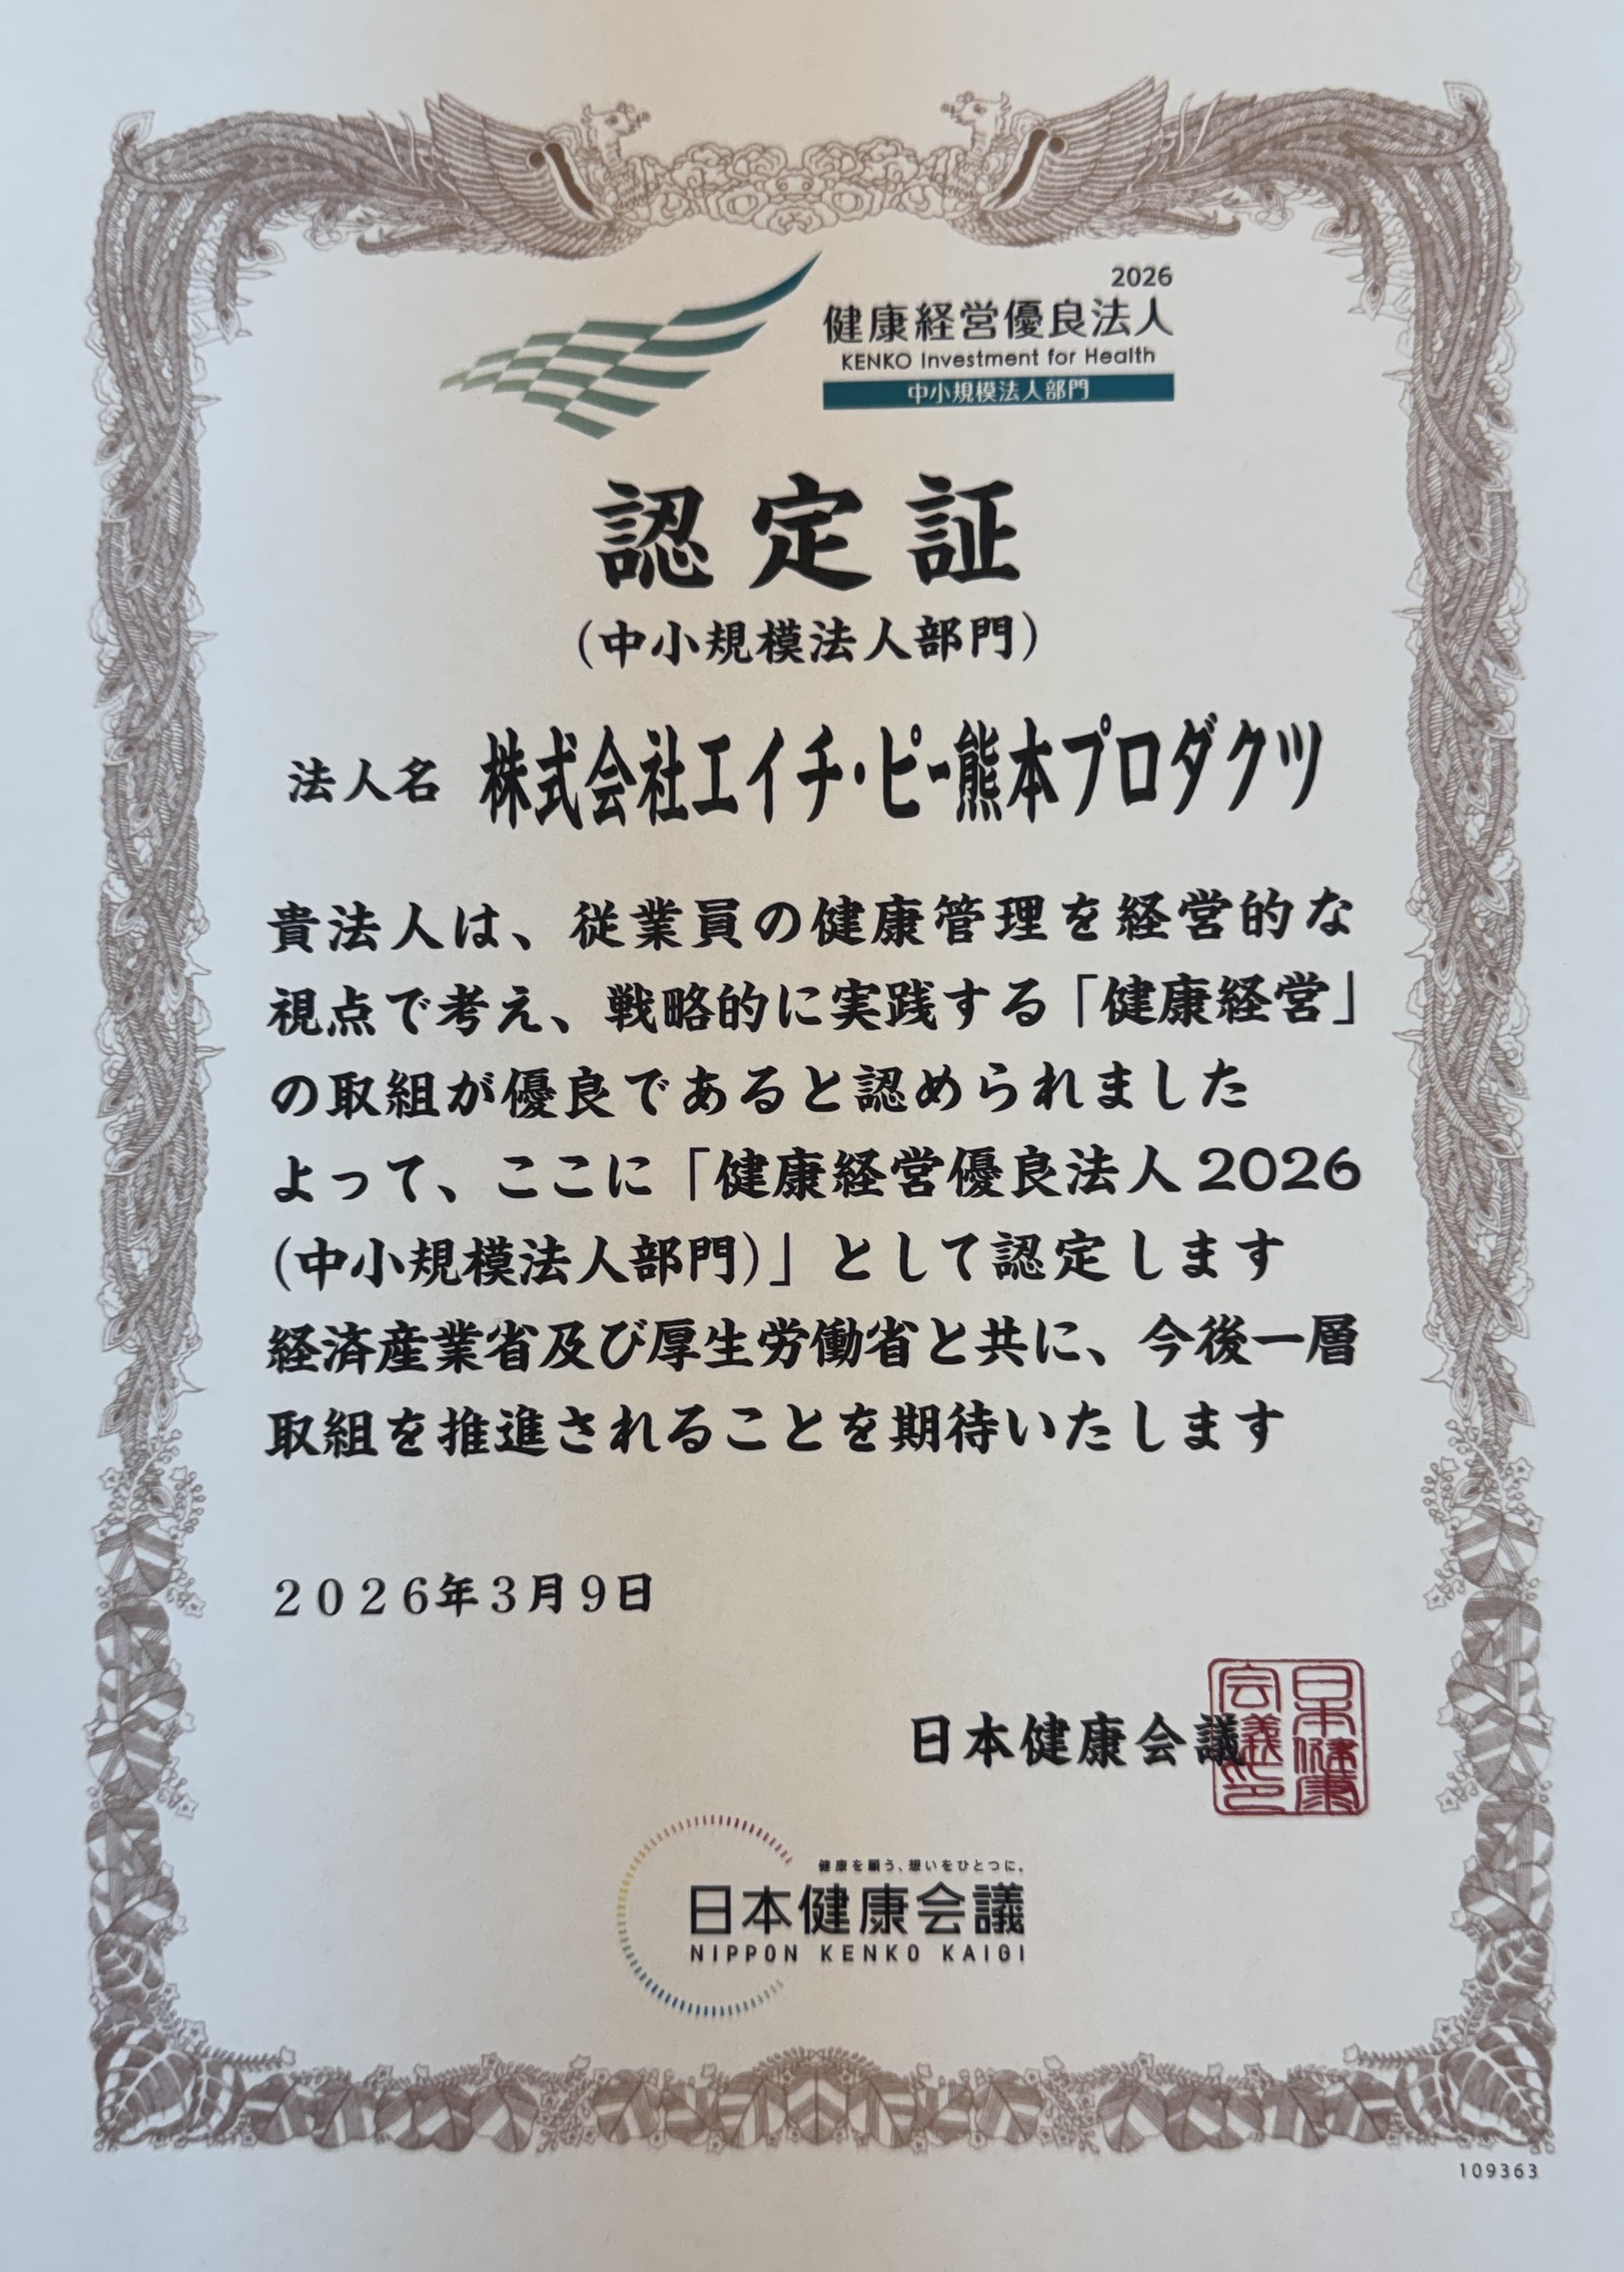 2026
健康経営優良法人
KENKO Investment for Health
中小規模法人部門
認定証
(中小規模法人部門)
法人名 株式会社エイチ・ピー熊本プロダクツ
貴法人は、従業員の健康管理を経営的な
視点で考え、戦略的に実践する「健康経営」
の取組が優良であると認められました
よって、ここに「健康経営優良法人2026
(中小規模法人部門)」として認定します
経済産業省及び厚生労働省と共に、今後一層
取組を推進されることを期待いたします
2026年3月9日
日本健康会議
日本健康会議印
健康を願う、想いをひとつに。
日本健康会議
NIPPON KENKO KAIGI
109363